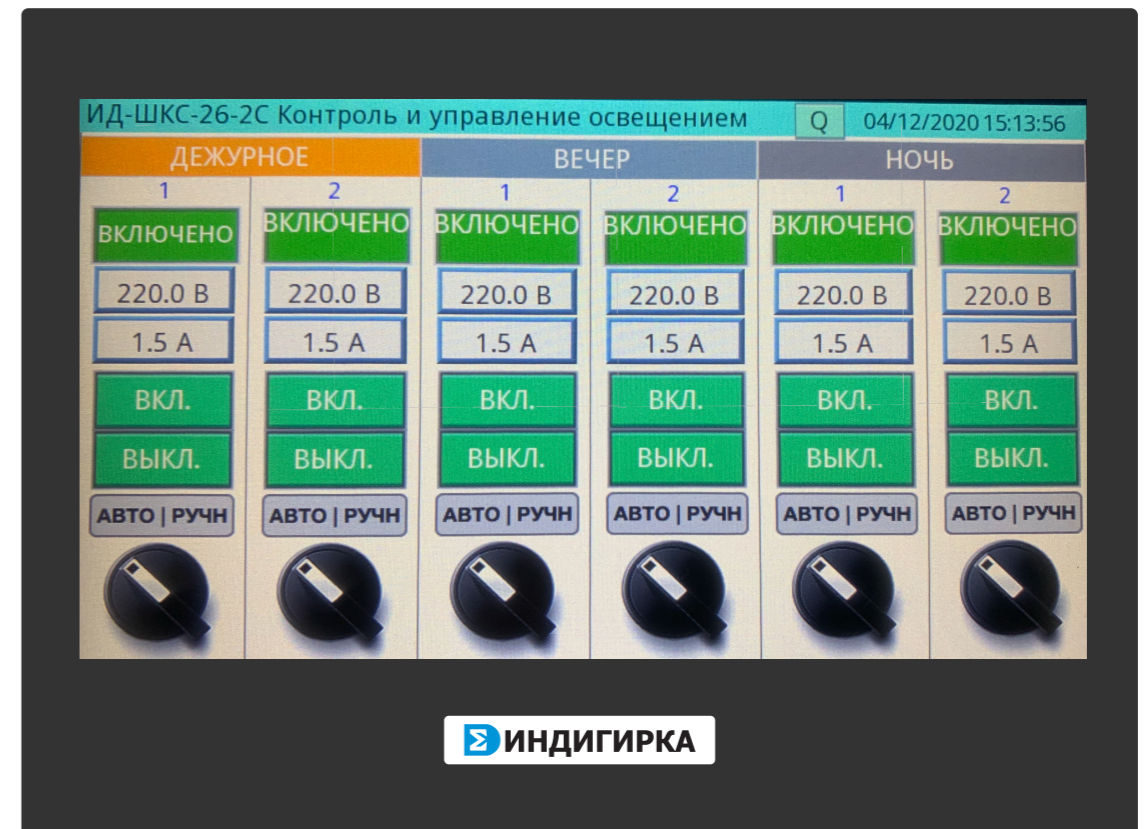 ИД-ШКС-26-2С Контроль и управление освещением Q 04/12/2020 15:13:56
ДЕЖУРНОЕ ВЕЧЕР НОЧЬ
1 2 1 2 1 2
ВКЛЮЧЕНО ВКЛЮЧЕНО ВКЛЮЧЕНО ВКЛЮЧЕНО ВКЛЮЧЕНО ВКЛЮЧЕНО
220.0 В 220.0 В 220.0 В 220.0 В 220.0 В 220.0 В
1.5 А 1.5 А 1.5 А 1.5 А 1.5 А 1.5 А
ВКЛ. ВКЛ. ВКЛ. ВКЛ. ВКЛ. ВКЛ.
ВЫКЛ. ВЫКЛ. ВЫКЛ. ВЫКЛ. ВЫКЛ. ВЫКЛ.
АВТО | РУЧН АВТО | РУЧН АВТО | РУЧН АВТО | РУЧН АВТО | РУЧН АВТО | РУЧН
ИНДИГИРКА